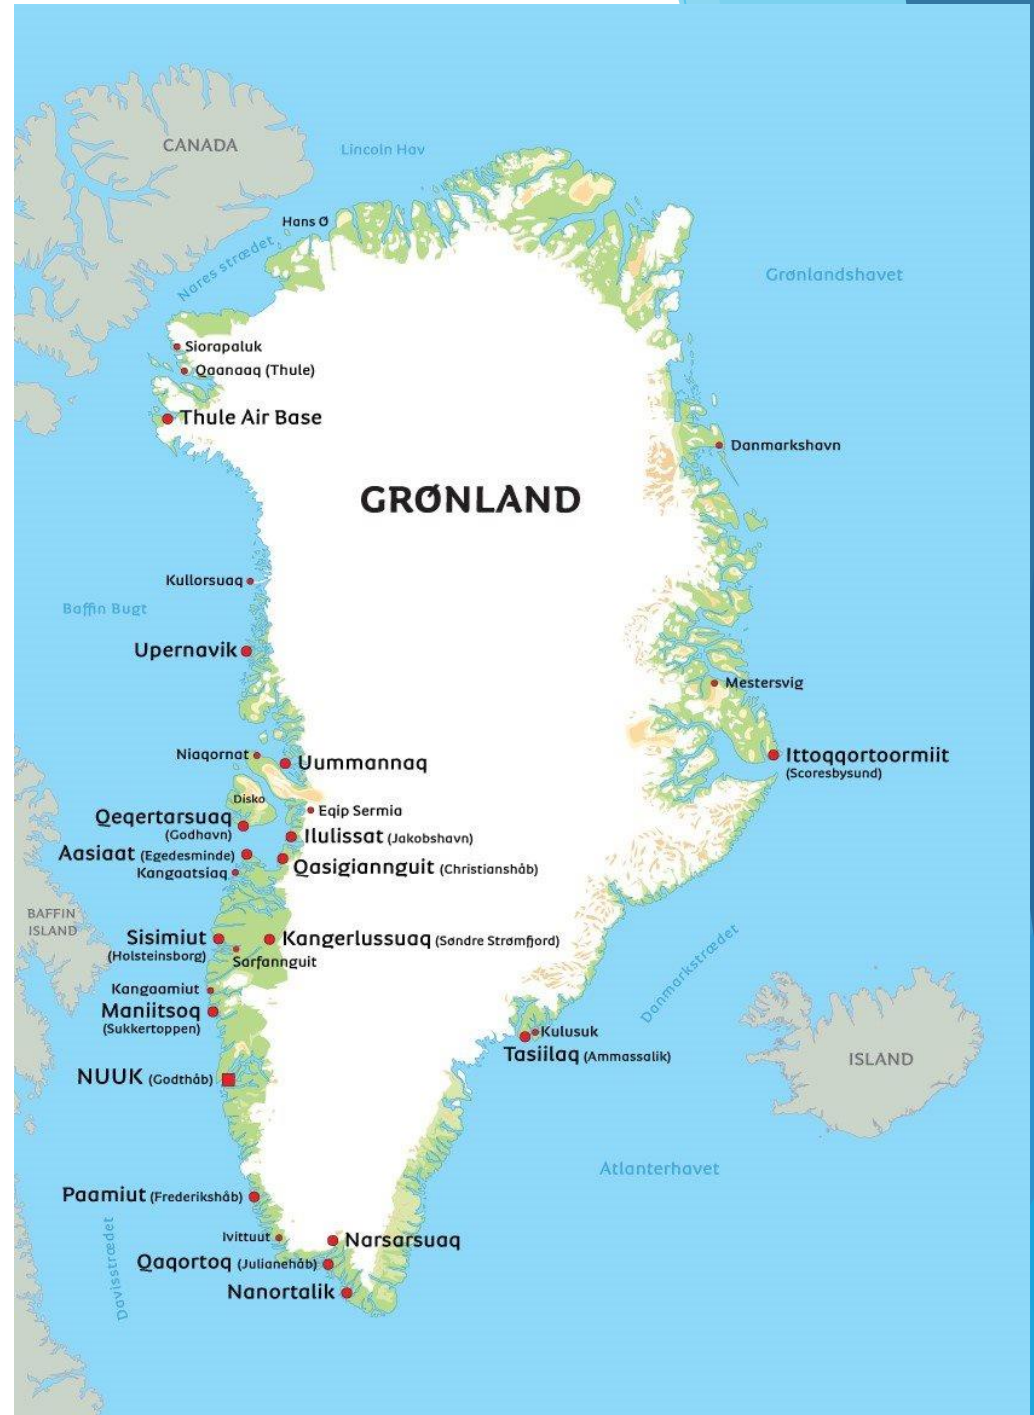 CANADA
Lincoln Hav
Hans Ø
Nares strædet
Grønlandshavet
Siorapaluk
Qaanaaq (Thule)
Thule Air Base
Danmarkshavn
GRØNLAND
Kullorsuaq
Baffin Bugt
Upernavik
Mestersvig
Niaqornat
Uummannaq
Ittoqqortoormiit
(Scoresbysund)
Disko
Eqip Sermia
Qeqertarsuaq
(Godhavn)
Ilulissat (Jakobshavn)
Aasiaat (Egedesminde)
Qasigiannguit (Christianshåb)
Kangaatsiaq
BAFFIN
ISLAND
Sisimiut
(Holsteinsborg)
Kangerlussuaq (Søndre Strømfjord)
Sarfannguit
Danmarkstrædet
Kangaamiut
Maniitsoq
(Sukkertoppen)
Kulusuk
Tasiilaq (Ammassalik)
ISLAND
NUUK (Godthåb)
Atlanterhavet
Paamiut (Frederikshåb)
Davisstrædet
Ivittuut
Narsarsuaq
Qaqortoq (Julianehåb)
Nanortalik